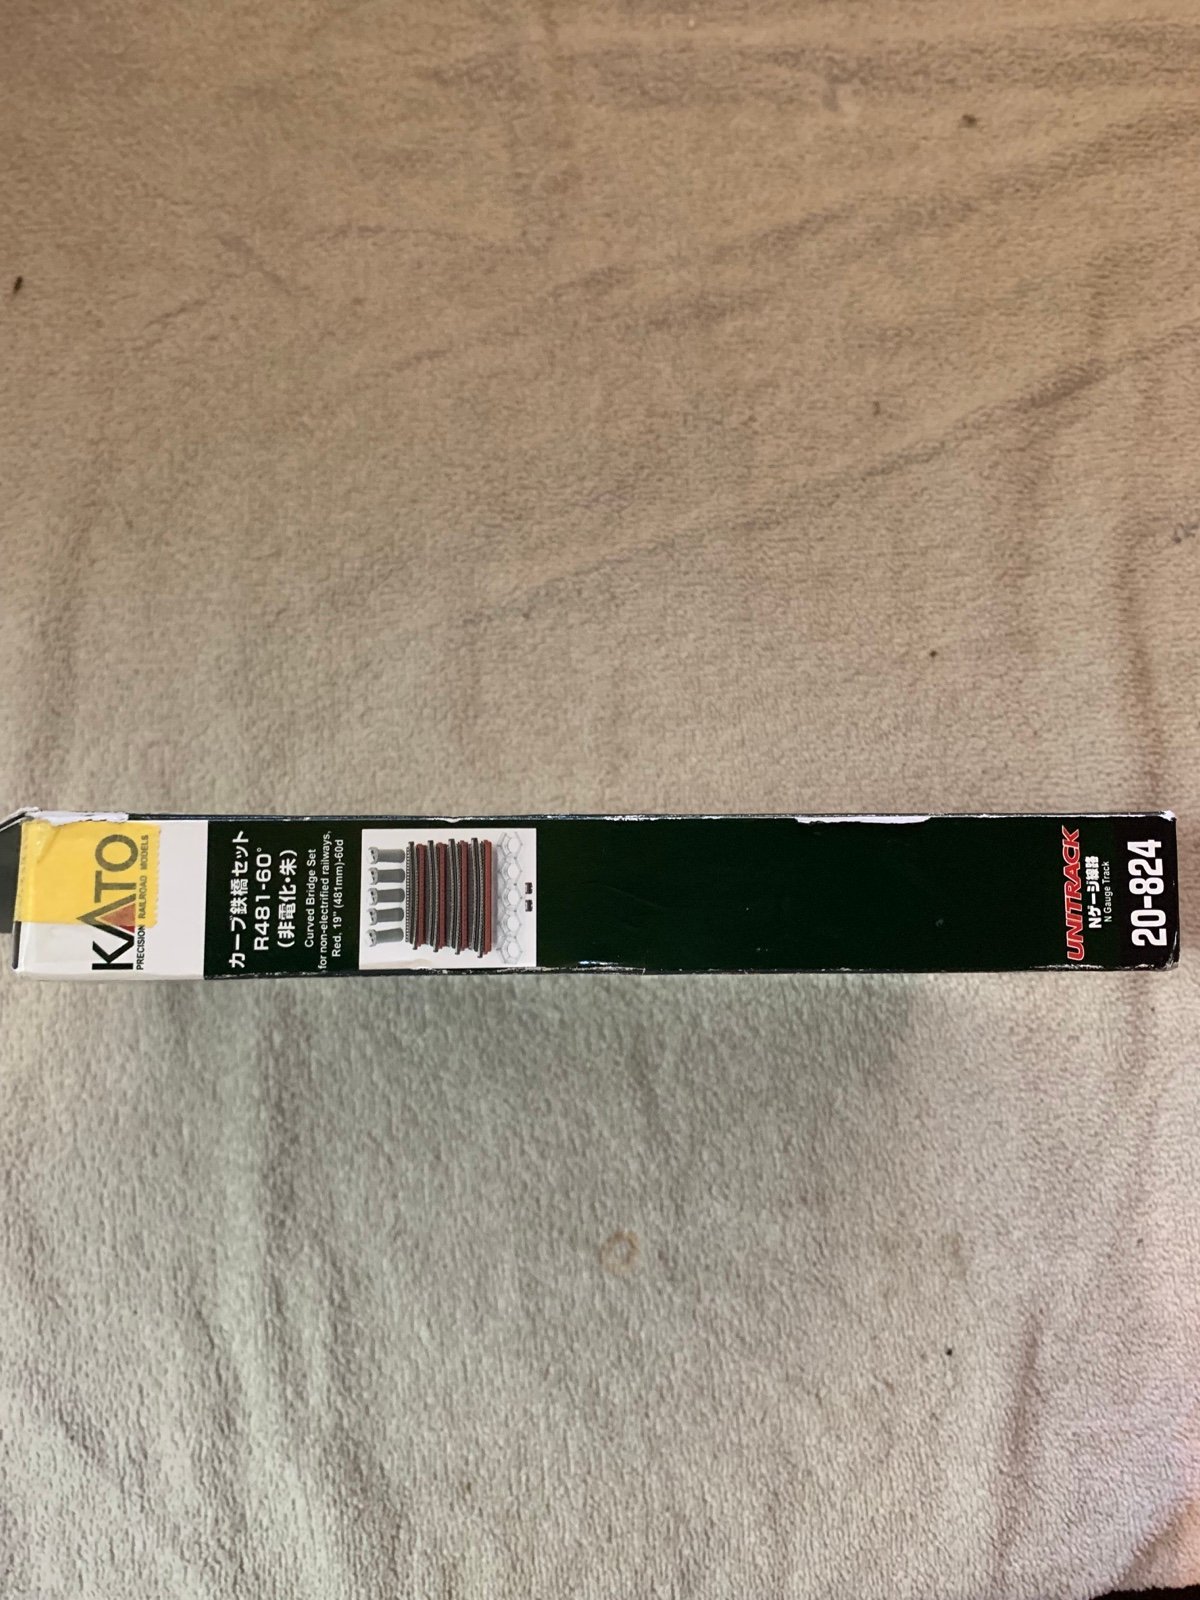 KATO
PRECISION RAILROAD MODELS
カーブ鉄橋セット
R481-60°
(非電化・朱)
Curved Bridge Set
for non-electrified railways,
Red, 19" (481mm)-60d
UNITRACK
Nゲージ線路
N Gauge Track
20-824